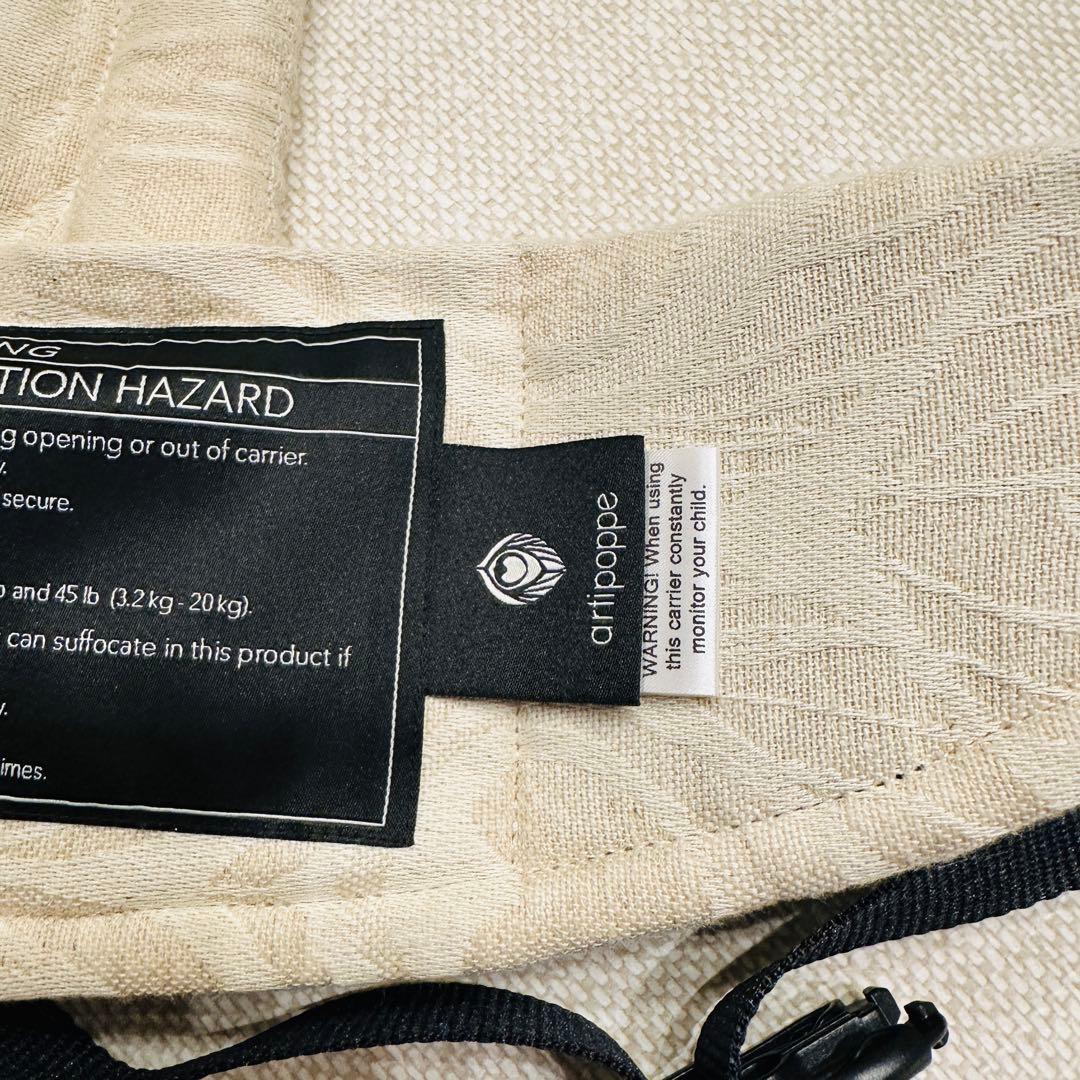 NG
TION HAZARD
g opening or out of carrier.
y.
secure.
and 45 lb (3.2 kg - 20 kg).
can suffocate in this product if
y.
imes.
artipoppe
WARNING! When using
this carrier constantly
monitor your child.